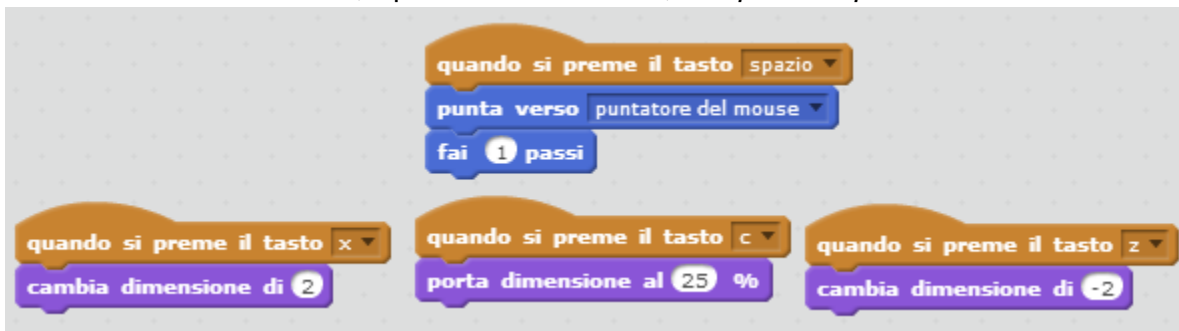 quando si preme il tasto spazio
punta verso puntatore del mouse
fai 1 passi
quando si preme il tasto x
cambia dimensione di 2
quando si preme il tasto c
porta dimensione al 25 %
quando si preme il tasto z
cambia dimensione di -2